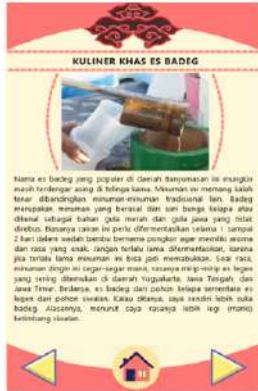 KULINER KHAS ES BADEG
Nama es badeg yang populer di daerah Banyumasan ini mungkin
masih terdengar asing di telinga kamu. Minuman ini memang kalah
tenar dibandingkan minuman-minuman tradisional lain. Badeg
merupakan minuman yang berasal dari sari bunga kelapa atau
dikenal sebagai bahan gula merah dan gula jawa yang tidak
direbus. Biasanya cairan ini perlu difermentasikan selama 1 sampai
2 hari dalam wadah bambu bernama pongkor agar memiliki aroma
dan rasa yang enak. Jangan terlalu lama difermentasikan, karena
jika terlalu lama minuman ini bisa jadi memabukkan. Soal rasa,
minuman dingin ini segar-segar manis, rasanya mirip-mirip es legen
yang sering ditemukan di daerah Yogyakarta, Jawa Tengah, dan
Jawa Timur. Bedanya, es badeg dari pohon kelapa sementara es
legen dari pohon siwalan. Kalau ditanya, saya sendiri lebih suka
badeg. Alasannya, menurut saya rasanya lebih legi (manis)
ketimbang siwalan.